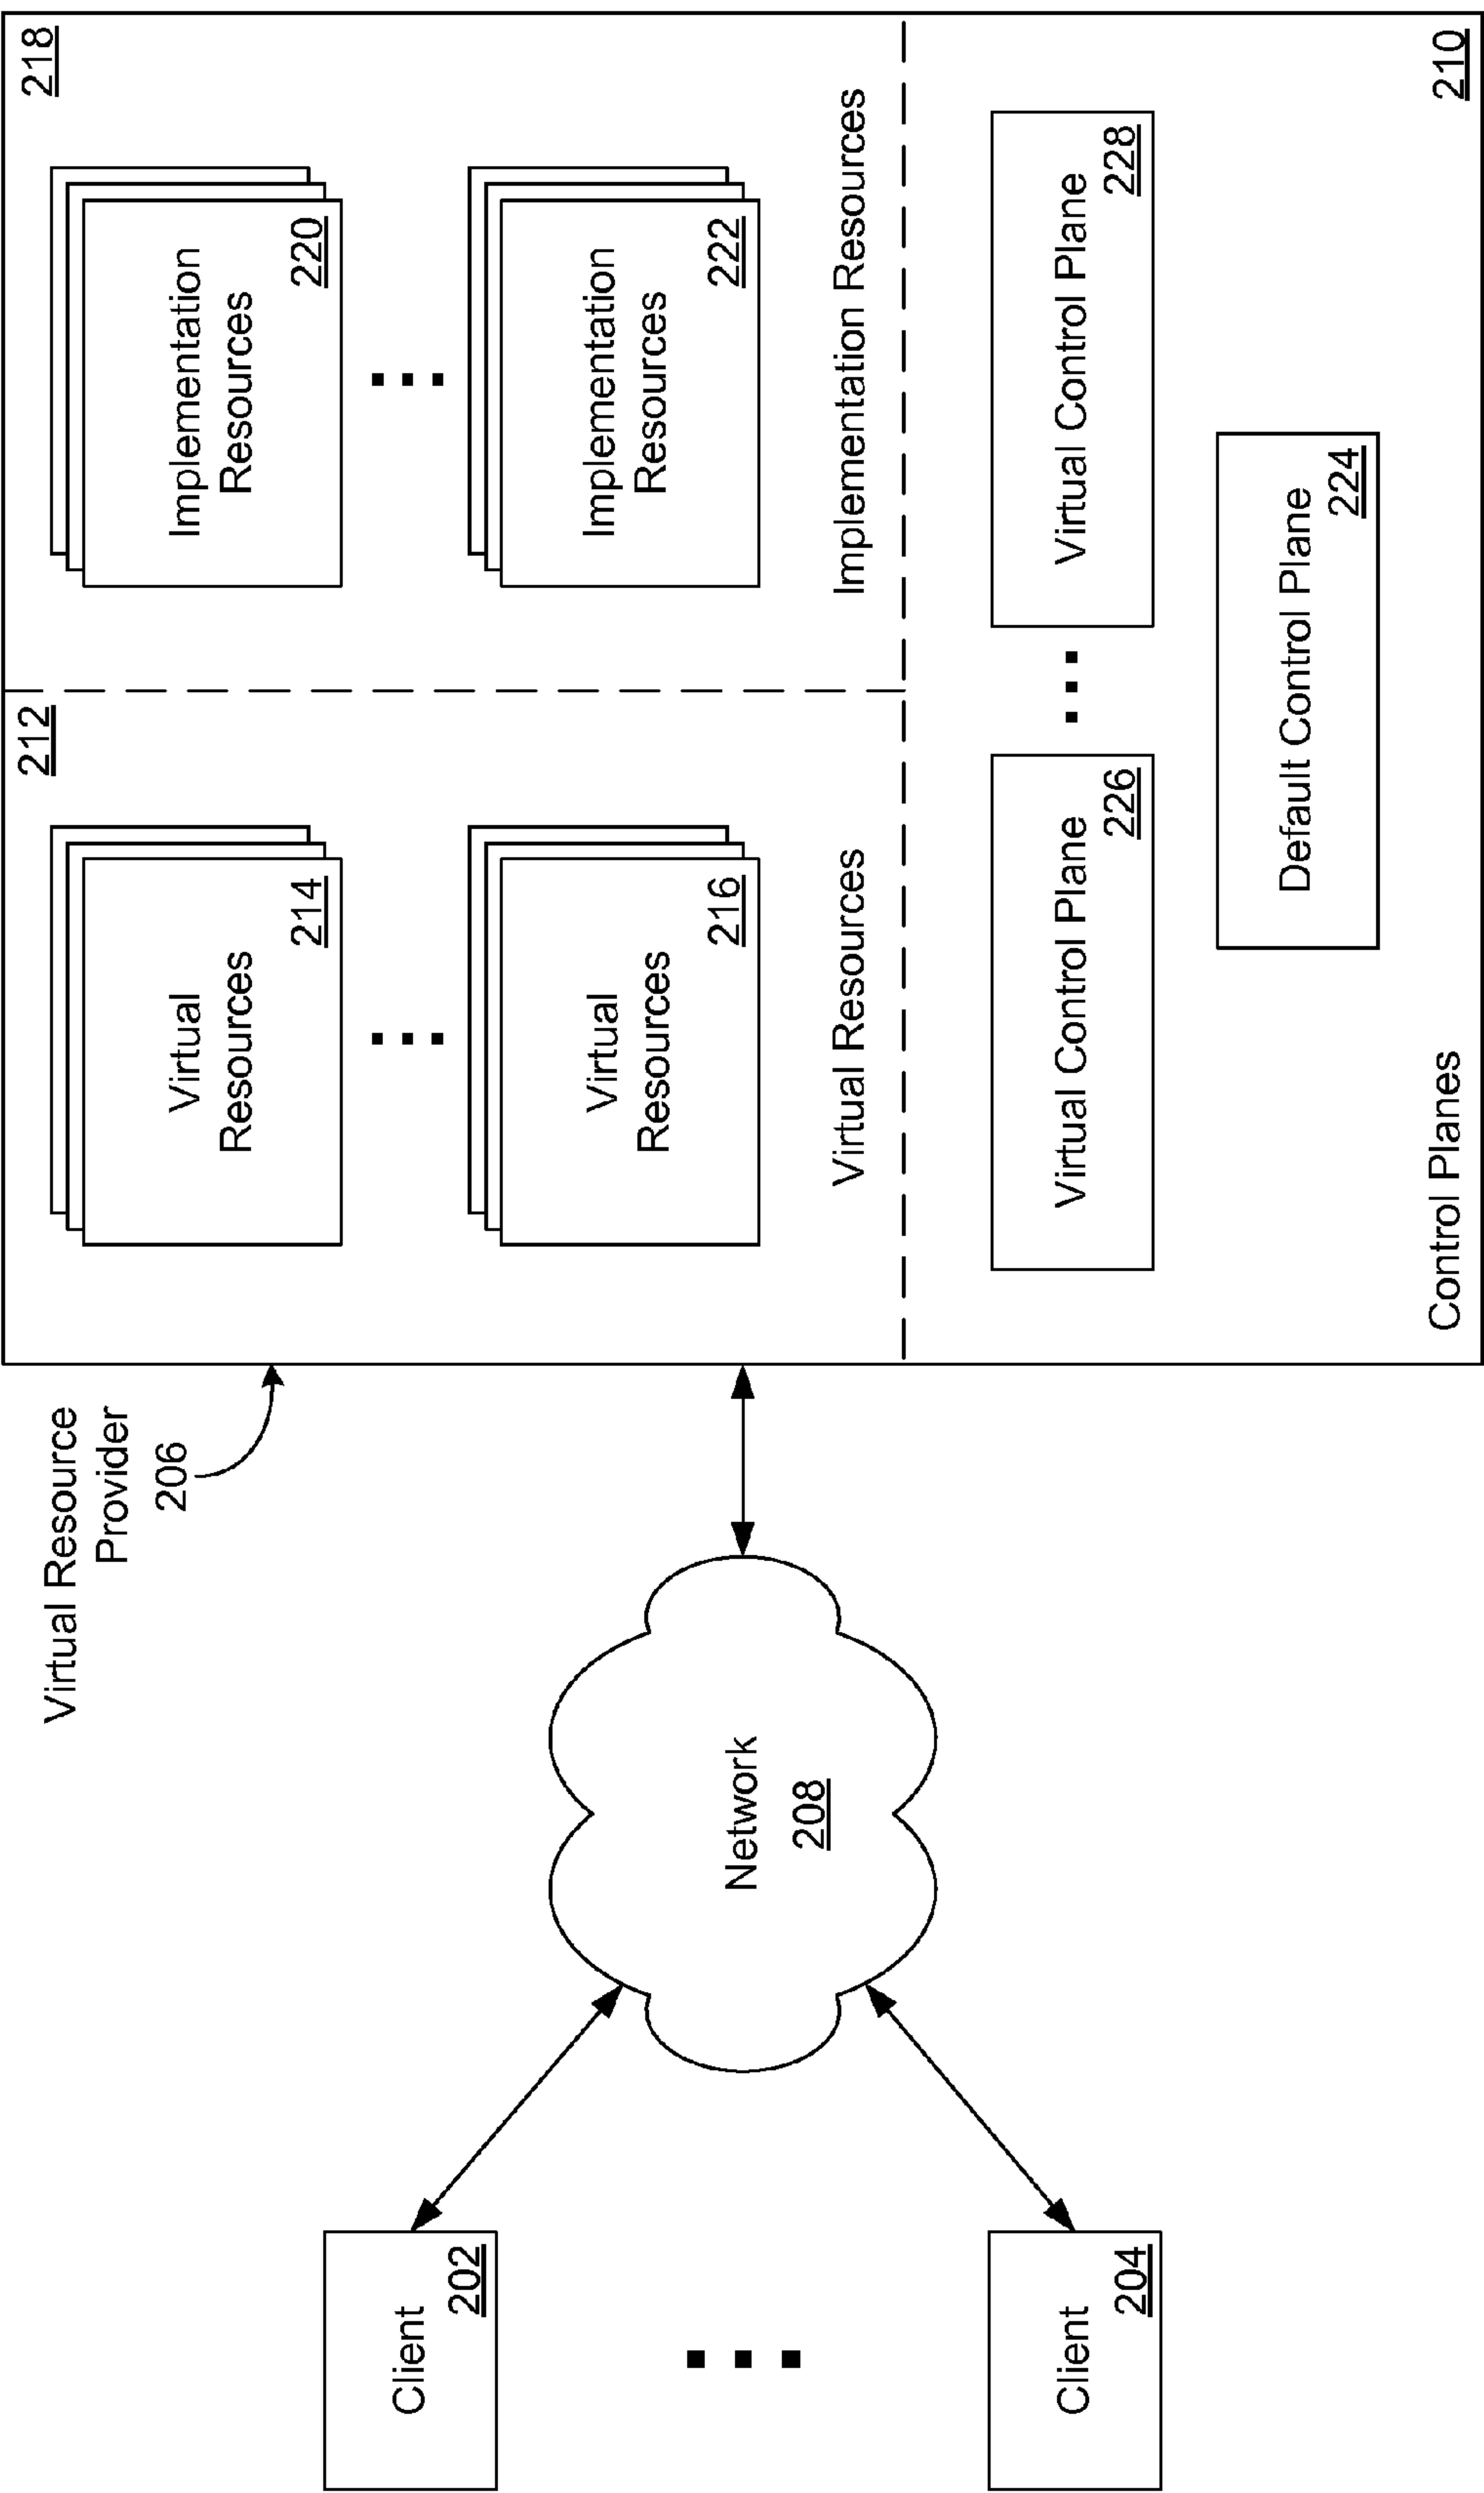 Client
202
Client
204
Network
208
Virtual Resource
Provider
206
212
Virtual
Resources
214
Virtual
Resources
216
Virtual Resources
218
Implementation
Resources
220
Implementation
Resources
222
Implementation Resources
Virtual Control Plane
226
Virtual Control Plane
228
Default Control Plane
224
Control Planes
210